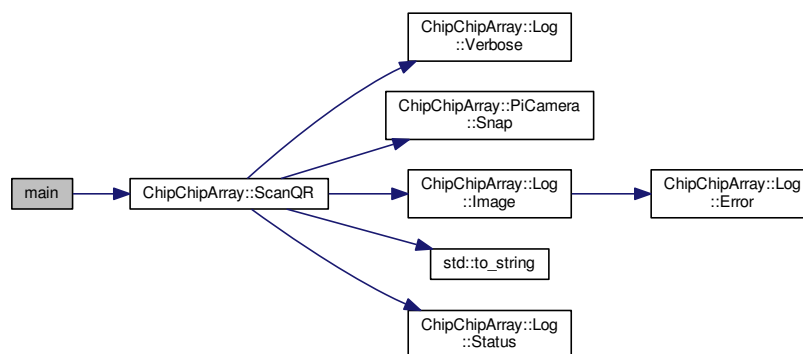 ChipChipArray::Log
::Verbose
ChipChipArray::PiCamera
::Snap
main
ChipChipArray::ScanQR
ChipChipArray::Log
::Image
ChipChipArray::Log
::Error
std::to_string
ChipChipArray::Log
::Status